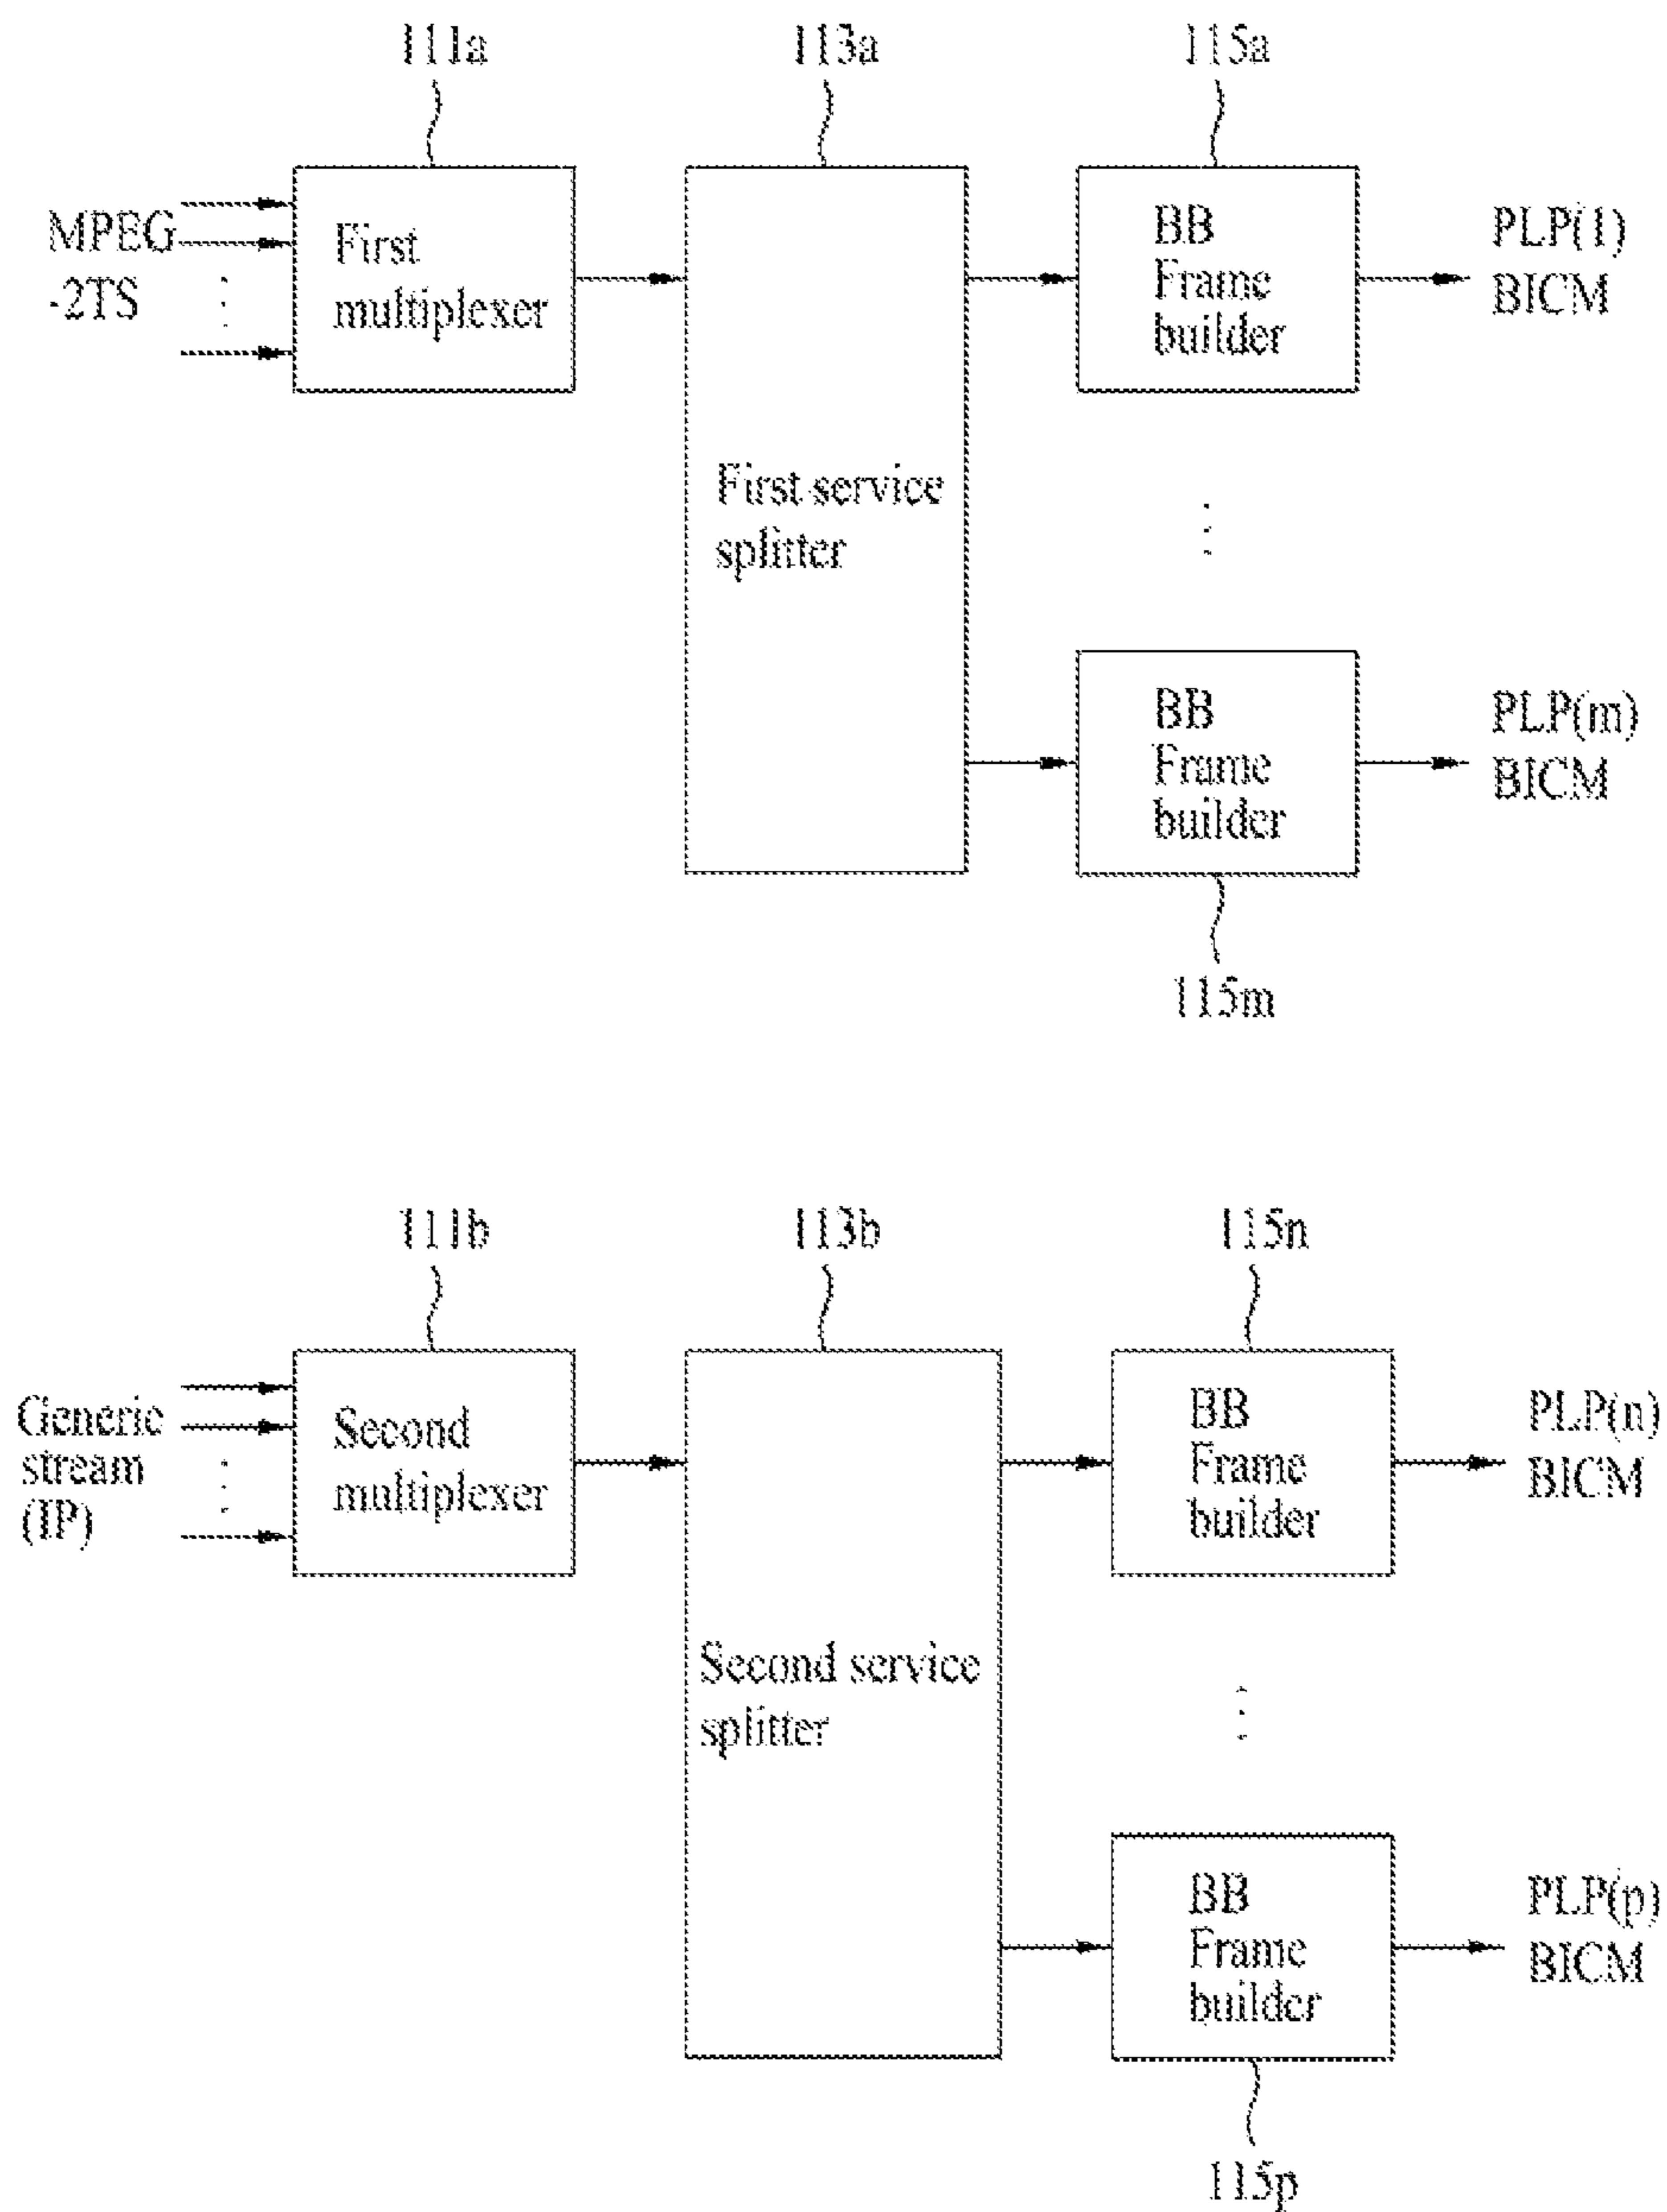 111a
113a
115a
MPEG
-2TS
First
multiplexer
First service
splitter
BB
Frame
builder
PLP(1)
BICM
BB
Frame
builder
PLP(m)
BICM
115m
111b
113b
115n
Generic
stream
(IP)
Second
multiplexer
Second service
splitter
BB
Frame
builder
PLP(n)
BICM
BB
Frame
builder
PLP(p)
BICM
115p